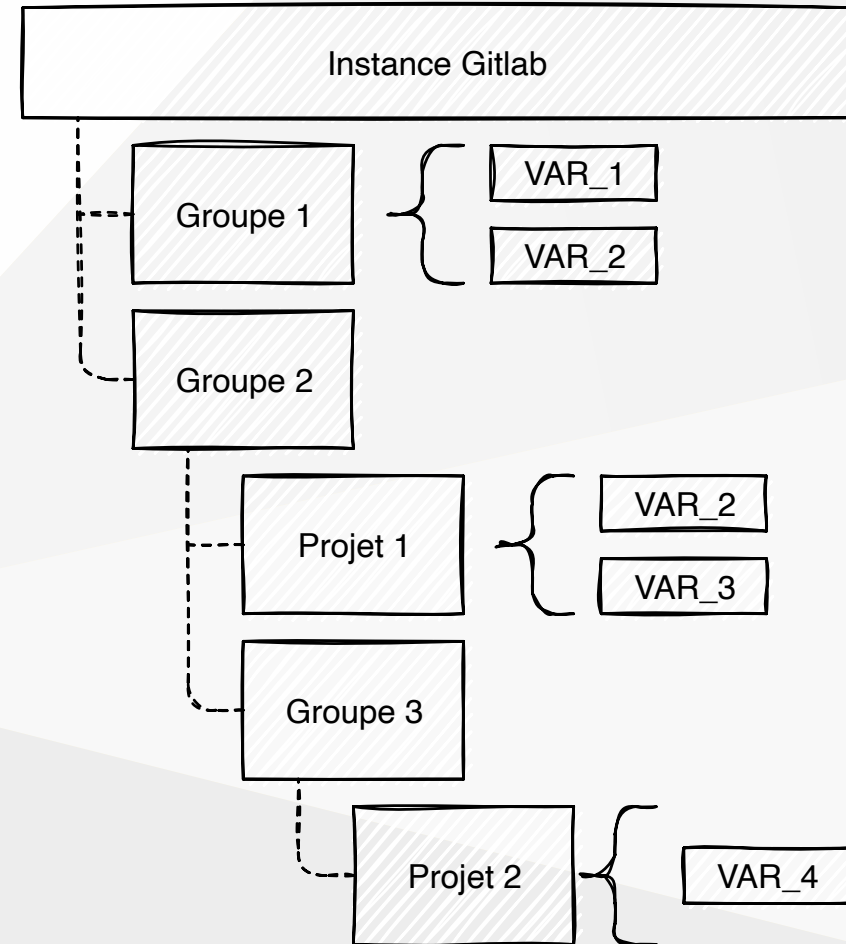 Instance Gitlab
Groupe 1
VAR_1
VAR_2
Groupe 2
Projet 1
VAR_2
VAR_3
Groupe 3
Projet 2
VAR_4